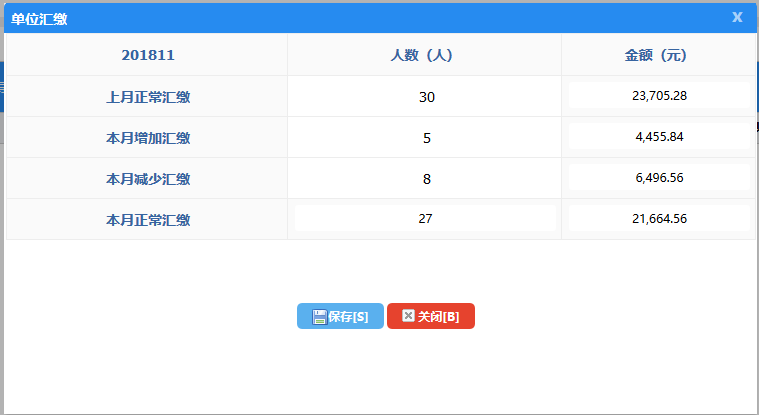 单位汇缴 X
201811 人数（人） 金额（元）
上月正常汇缴 30 23,705.28
本月增加汇缴 5 4,455.84
本月减少汇缴 8 6,496.56
本月正常汇缴 27 21,664.56
保存[S] 关闭[B]